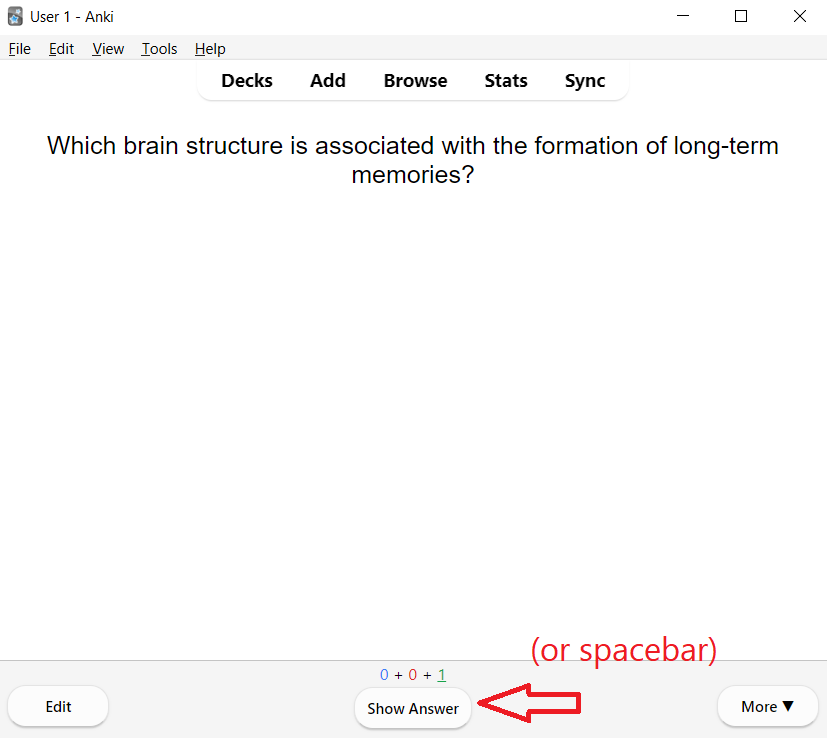 User 1 - Anki
File Edit View Tools Help
Decks Add Browse Stats Sync
Which brain structure is associated with the formation of long-term
memories?
(or spacebar)
0 + 0 + 1
Edit Show Answer More ▼